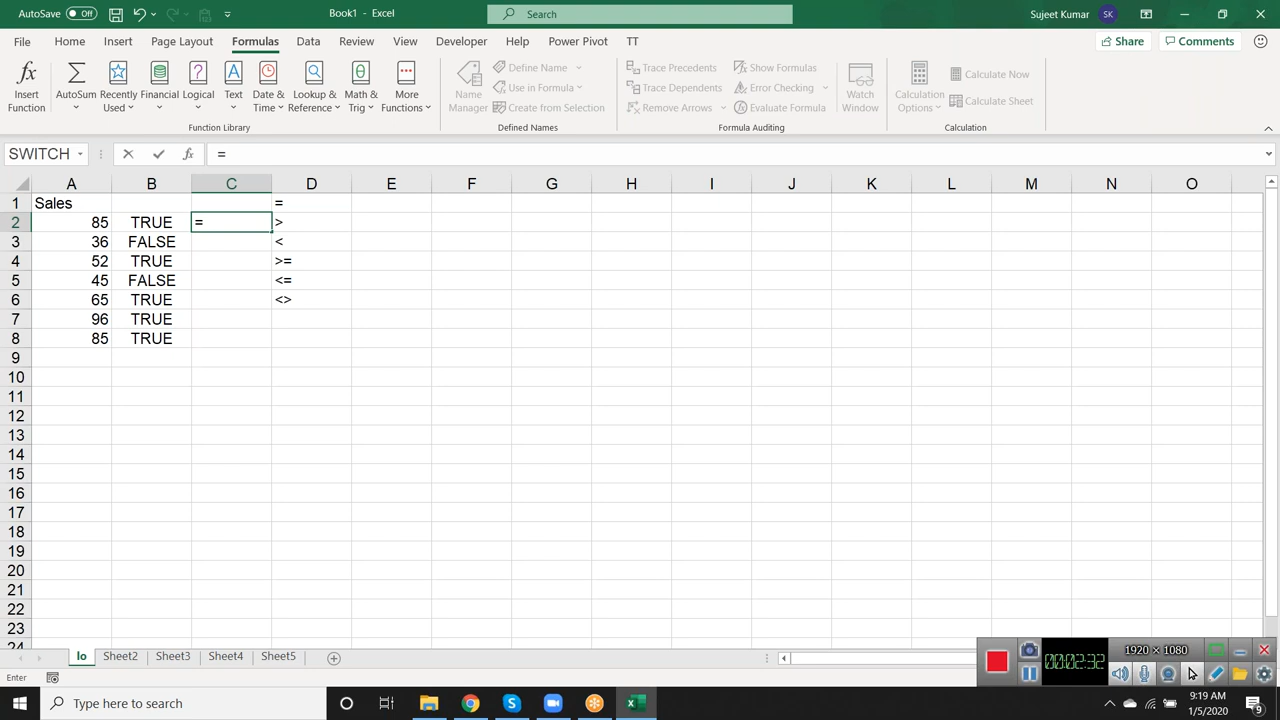 AutoSave Off Book1 - Excel Search Sujeet Kumar SK
File Home Insert Page Layout Formulas Data Review View Developer Help Power Pivot TT Share Comments
Insert Function AutoSum Recently Used Financial Logical Text Date & Time Lookup & Reference Math & Trig More Functions
Function Library
Name Manager Define Name Use in Formula Create from Selection
Defined Names
Trace Precedents Trace Dependents Remove Arrows Show Formulas Error Checking Evaluate Formula Watch Window
Formula Auditing
Calculation Options Calculate Now Calculate Sheet
Calculation
SWITCH fx =
A B C D E F G H I J K L M N O
1 Sales =
2 85 TRUE = >
3 36 FALSE <
4 52 TRUE >=
5 45 FALSE <=
6 65 TRUE <>
7 96 TRUE
8 85 TRUE
9
10
11
12
13
14
15
16
17
18
19
20
21
22
23
24
lo Sheet2 Sheet3 Sheet4 Sheet5
1920 × 1080
00:02:32
Enter
Type here to search
9:19 AM
1/5/2020
9